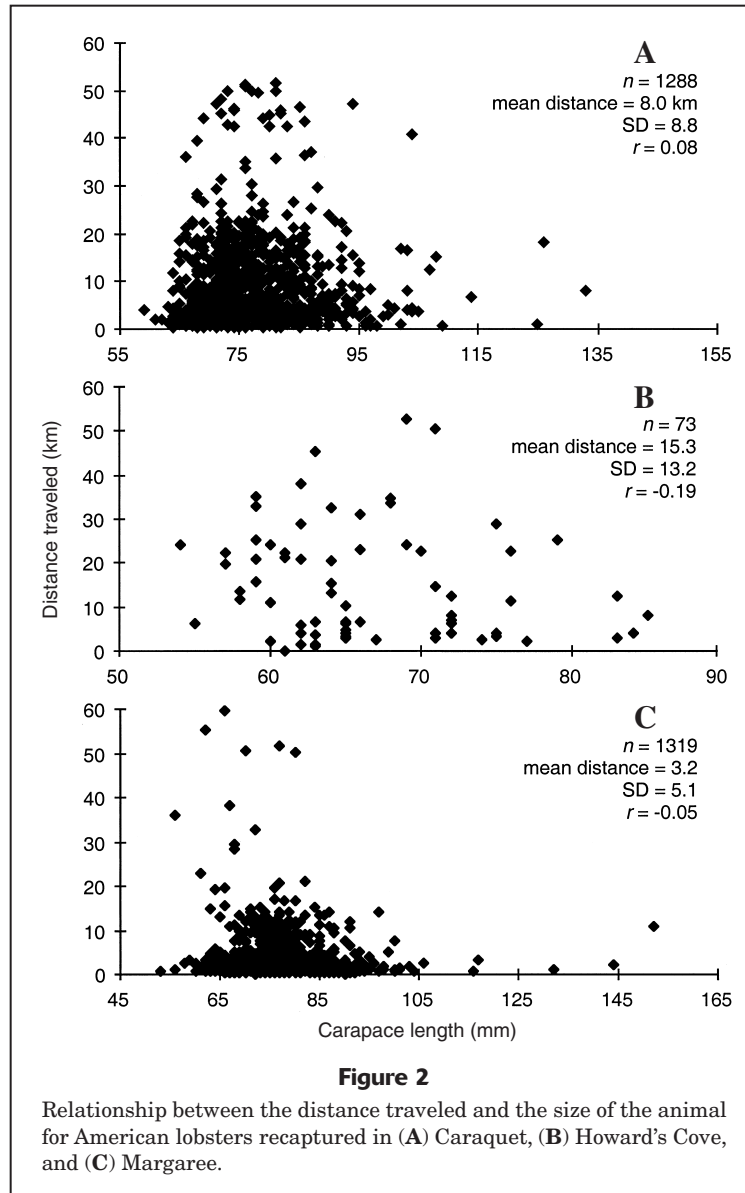 A
n = 1288
mean distance = 8.0 km
SD = 8.8
r = 0.08
60
50
40
30
20
10
0
55 75 95 115 135 155
B
n = 73
mean distance = 15.3
SD = 13.2
r = -0.19
60
50
40
30
20
10
0
50 60 70 80 90
Distance traveled (km)
C
n = 1319
mean distance = 3.2
SD = 5.1
r = -0.05
60
50
40
30
20
10
0
45 65 85 105 125 145 165
Carapace length (mm)
Figure 2
Relationship between the distance traveled and the size of the animal
for American lobsters recaptured in (A) Caraquet, (B) Howard's Cove,
and (C) Margaree.